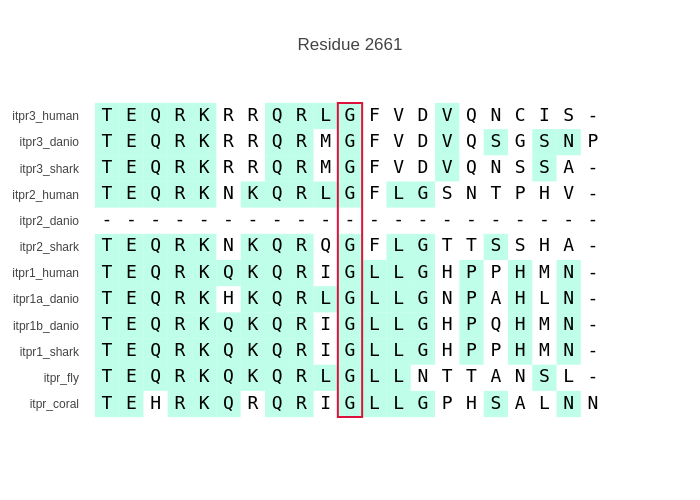 Residue 2661
itpr3_human T E Q R K R R Q R L G F V D V Q N C I S -
itpr3_danio T E Q R K R R Q R M G F V D V Q S G S N P
itpr3_shark T E Q R K R R Q R M G F V D V Q N S S A -
itpr2_human T E Q R K N K Q R L G F L G S N T P H V -
itpr2_danio - - - - - - - - - - - - - - - - - - - - -
itpr2_shark T E Q R K N K Q R Q G F L G T T S S H A -
itpr1_human T E Q R K Q K Q R I G L L G H P P H M N -
itpr1a_danio T E Q R K H K Q R L G L L G N P A H L N -
itpr1b_danio T E Q R K Q K Q R I G L L G H P Q H M N -
itpr1_shark T E Q R K Q K Q R I G L L G H P P H M N -
itpr_fly T E Q R K Q K Q R L G L L N T T A N S L -
itpr_coral T E H R K Q R Q R I G L L G P H S A L N N